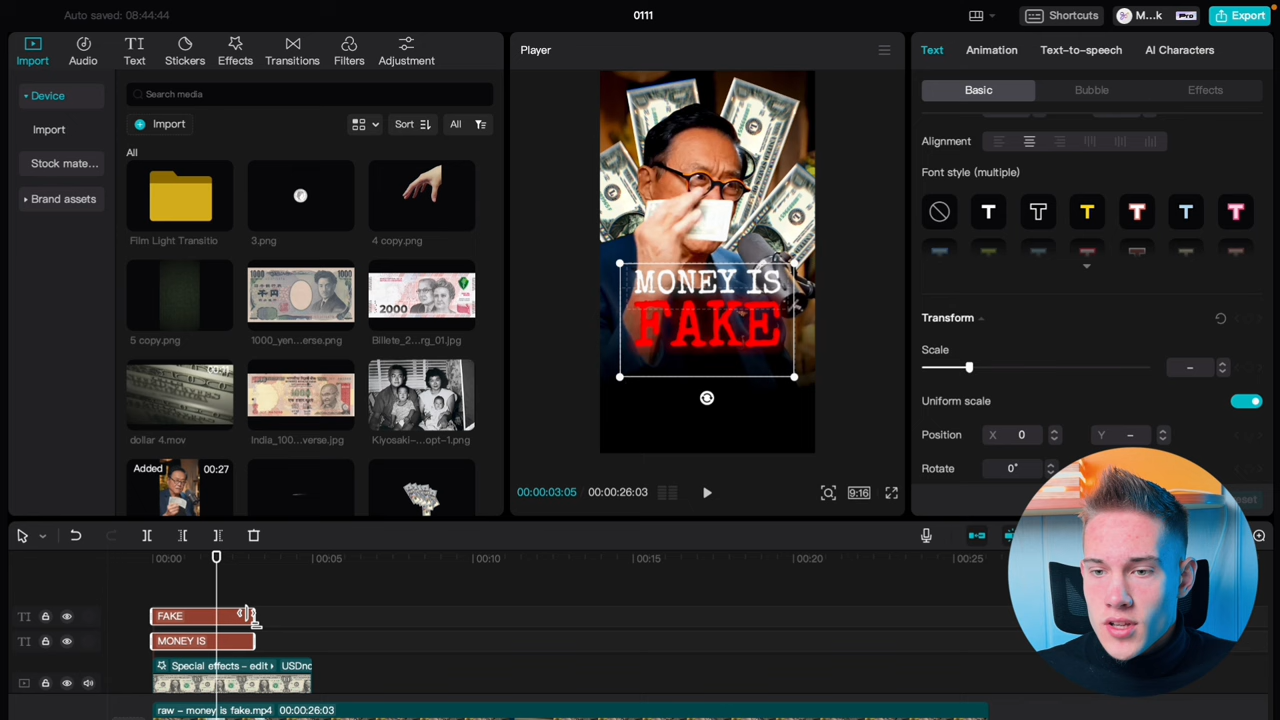 Auto saved: 08:44:44
0111
Shortcuts
M...k
Pro
Export
Import
Audio
Text
Stickers
Effects
Transitions
Filters
Adjustment
Device
Import
Stock mate...
Brand assets
Search media
Import
Sort
All
All
Film Light Transitio
3.png
4 copy.png
5 copy.png
1000_yen...erse.png
Billete_2...rg_01.jpg
dollar 4.mov
India_100...verse.jpg
Kiyosaki-...opt-1.png
Added
00:27
Player
MONEY IS
FAKE
00:00:03:05
00:00:26:03
9:16
Text
Animation
Text-to-speech
AI Characters
Basic
Bubble
Effects
Alignment
Font style (multiple)
T
T
T
T
T
T
Transform
Scale
–
Uniform scale
Position
X
0
Y
–
Rotate
0°
00:00
00:05
00:10
00:15
00:20
00:25
TI
FAKE
TI
MONEY IS
Special effects – edit
USDno
raw – money is fake.mp4
00:00:26:03